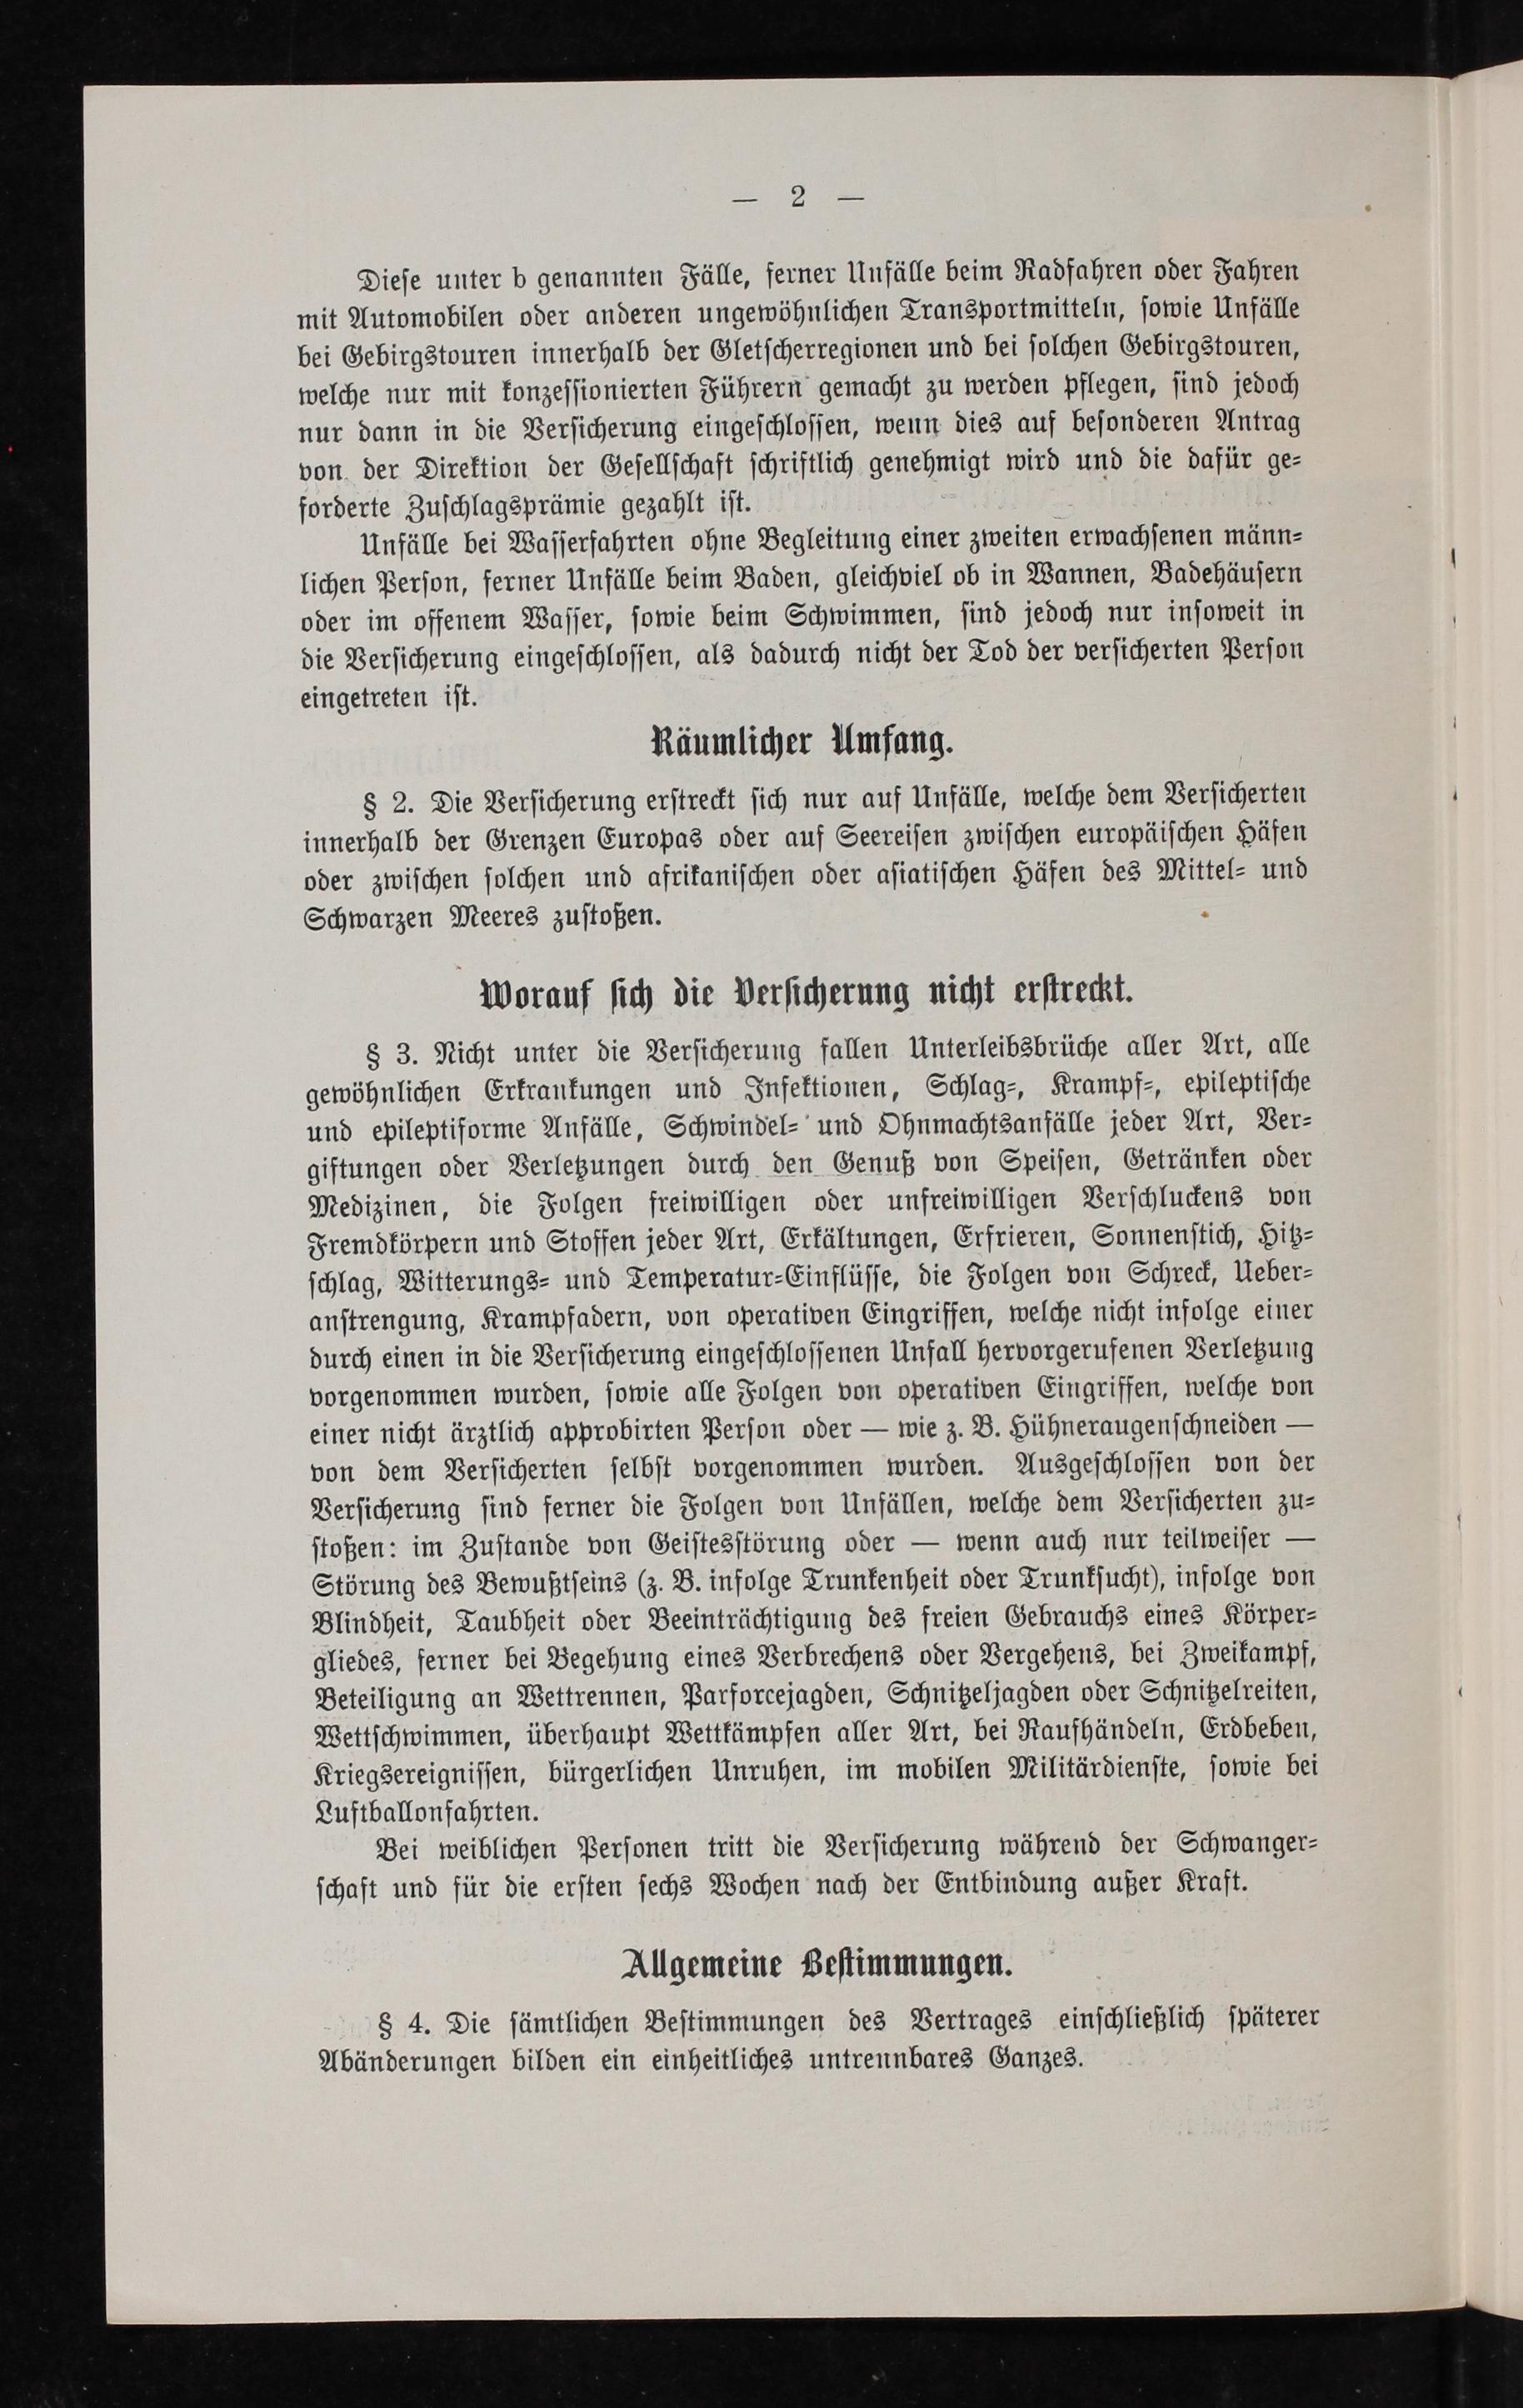 — 2 —
Diese unter b genannten Fälle, ferner Unfälle beim Radfahren oder Fahren
mit Automobilen oder anderen ungewöhnlichen Transportmitteln, sowie Unfälle
bei Gebirgstouren innerhalb der Gletscherregionen und bei solchen Gebirgstouren,
welche nur mit konzessionierten Führern gemacht zu werden pflegen, sind jedoch
nur dann in die Versicherung eingeschlossen, wenn dies auf besonderen Antrag
von der Direktion der Gesellschaft schriftlich genehmigt wird und die dafür ge-
forderte Zuschlagsprämie gezahlt ist.
Unfälle bei Wasserfahrten ohne Begleitung einer zweiten erwachsenen männ-
lichen Person, ferner Unfälle beim Baden, gleichviel ob in Wannen, Badehäusern
oder im offenem Wasser, sowie beim Schwimmen, sind jedoch nur insoweit in
die Versicherung eingeschlossen, als dadurch nicht der Tod der versicherten Person
eingetreten ist.
Räumlicher Umfang.
§ 2. Die Versicherung erstreckt sich nur auf Unfälle, welche dem Versicherten
innerhalb der Grenzen Europas oder auf Seereisen zwischen europäischen Häfen
oder zwischen solchen und afrikanischen oder asiatischen Häfen des Mittel- und
Schwarzen Meeres zustoßen.
Worauf sich die Versicherung nicht erstreckt.
§ 3. Nicht unter die Versicherung fallen Unterleibsbrüche aller Art, alle
gewöhnlichen Erkrankungen und Infektionen, Schlag-, Krampf-, epileptische
und epileptiforme Anfälle, Schwindel- und Ohnmachtsanfälle jeder Art, Ver-
giftungen oder Verletzungen durch den Genuß von Speisen, Getränken oder
Medizinen, die Folgen freiwilligen oder unfreiwilligen Verschluckens von
Fremdkörpern und Stoffen jeder Art, Erkältungen, Erfrieren, Sonnenstich, Hitz-
schlag, Witterungs- und Temperatur-Einflüsse, die Folgen von Schreck, Ueber-
anstrengung, Krampfadern, von operativen Eingriffen, welche nicht infolge einer
durch einen in die Versicherung eingeschlossenen Unfall hervorgerufenen Verletzung
vorgenommen wurden, sowie alle Folgen von operativen Eingriffen, welche von
einer nicht ärztlich approbirten Person oder — wie z. B. Hühneraugenschneiden —
von dem Versicherten selbst vorgenommen wurden. Ausgeschlossen von der
Versicherung sind ferner die Folgen von Unfällen, welche dem Versicherten zu-
stoßen: im Zustande von Geistesstörung oder — wenn auch nur teilweiser —
Störung des Bewußtseins (z. B. infolge Trunkenheit oder Trunksucht), infolge von
Blindheit, Taubheit oder Beeinträchtigung des freien Gebrauchs eines Körper-
gliedes, ferner bei Begehung eines Verbrechens oder Vergehens, bei Zweikampf,
Beteiligung an Wettrennen, Parforcejagden, Schnitzeljagden oder Schnitzelreiten,
Wettschwimmen, überhaupt Wettkämpfen aller Art, bei Raufhändeln, Erdbeben,
Kriegsereignissen, bürgerlichen Unruhen, im mobilen Militärdienste, sowie bei
Luftballonfahrten.
Bei weiblichen Personen tritt die Versicherung während der Schwanger-
schaft und für die ersten sechs Wochen nach der Entbindung außer Kraft.
Allgemeine Bestimmungen.
§ 4. Die sämtlichen Bestimmungen des Vertrages einschließlich späterer
Abänderungen bilden ein einheitliches untrennbares Ganzes.